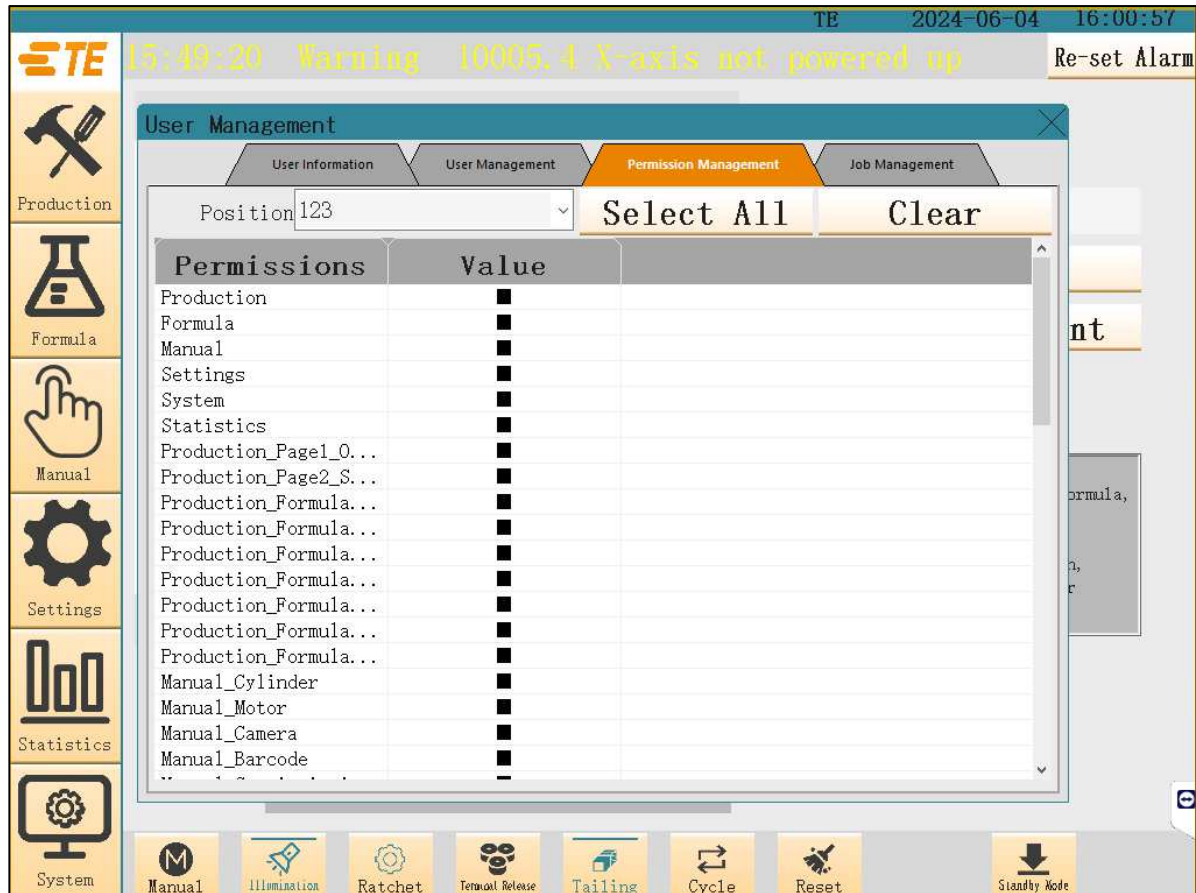 TE 2024-06-04 16:00:57
TE
15:49:20 Warning 10005.4 X-axis not powered up
Re-set Alarm
User Management
User Information User Management Permission Management Job Management
Position 123 Select All Clear
Permissions Value
Production
Formula
Manual
Settings
System
Statistics
Production_Page1_O...
Production_Page2_S...
Production_Formula...
Production_Formula...
Production_Formula...
Production_Formula...
Production_Formula...
Production_Formula...
Production_Formula...
Manual_Cylinder
Manual_Motor
Manual_Camera
Manual_Barcode
Production
Formula
Manual
Settings
Statistics
System
nt
ormula,
n,
r
M
Manual Illumination Ratchet Terminal Release Tailing Cycle Reset Standby Mode